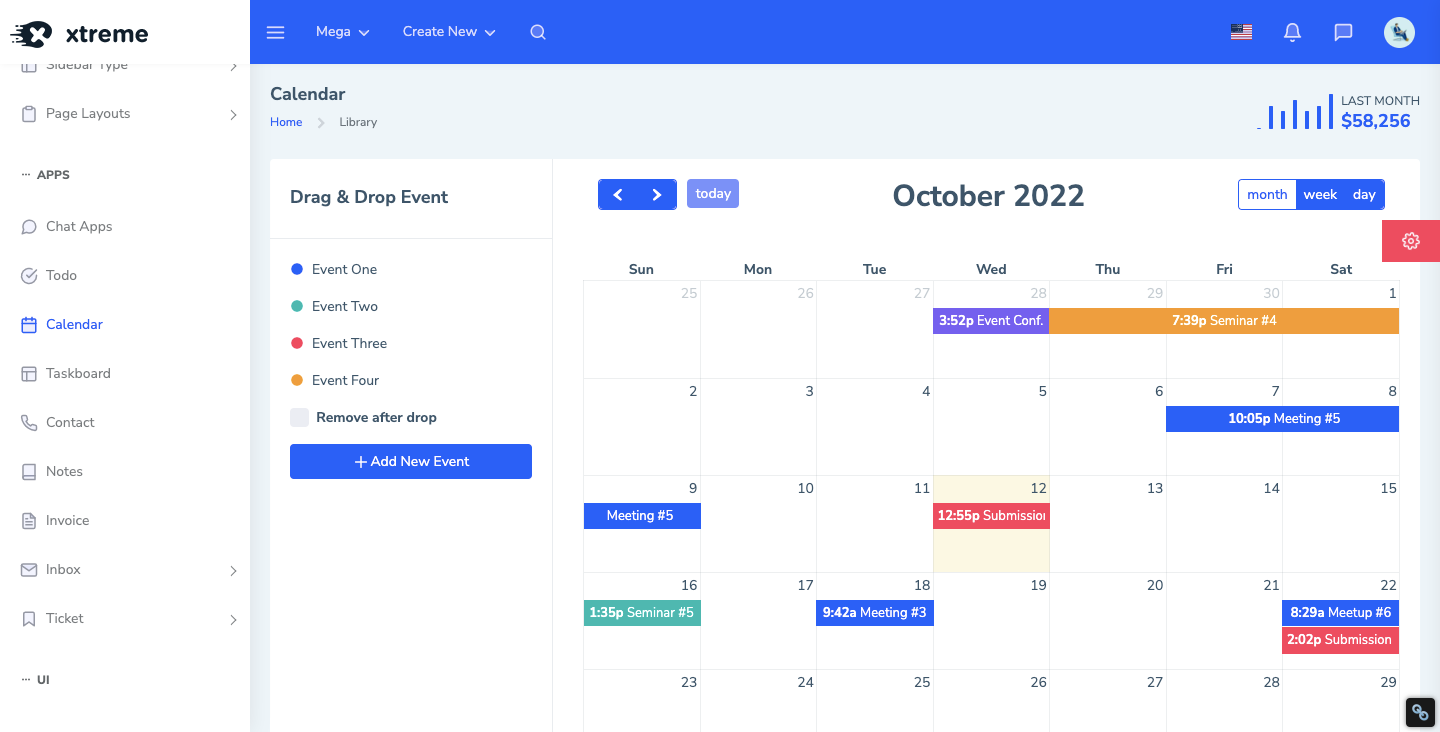 xtreme
Mega
Create New
Sidebar Type
Page Layouts
··· APPS
Chat Apps
Todo
Calendar
Taskboard
Contact
Notes
Invoice
Inbox
Ticket
··· UI
Calendar
Home
Library
LAST MONTH
$58,256
Drag & Drop Event
Event One
Event Two
Event Three
Event Four
Remove after drop
Add New Event
today
October 2022
month week day
Sun Mon Tue Wed Thu Fri Sat
25 26 27 28 29 30 1
3:52p Event Conf. 7:39p Seminar #4
2 3 4 5 6 7 8
10:05p Meeting #5
9 10 11 12 13 14 15
Meeting #5 12:55p Submission
16 17 18 19 20 21 22
1:35p Seminar #5 9:42a Meeting #3 8:29a Meetup #6
2:02p Submission
23 24 25 26 27 28 29